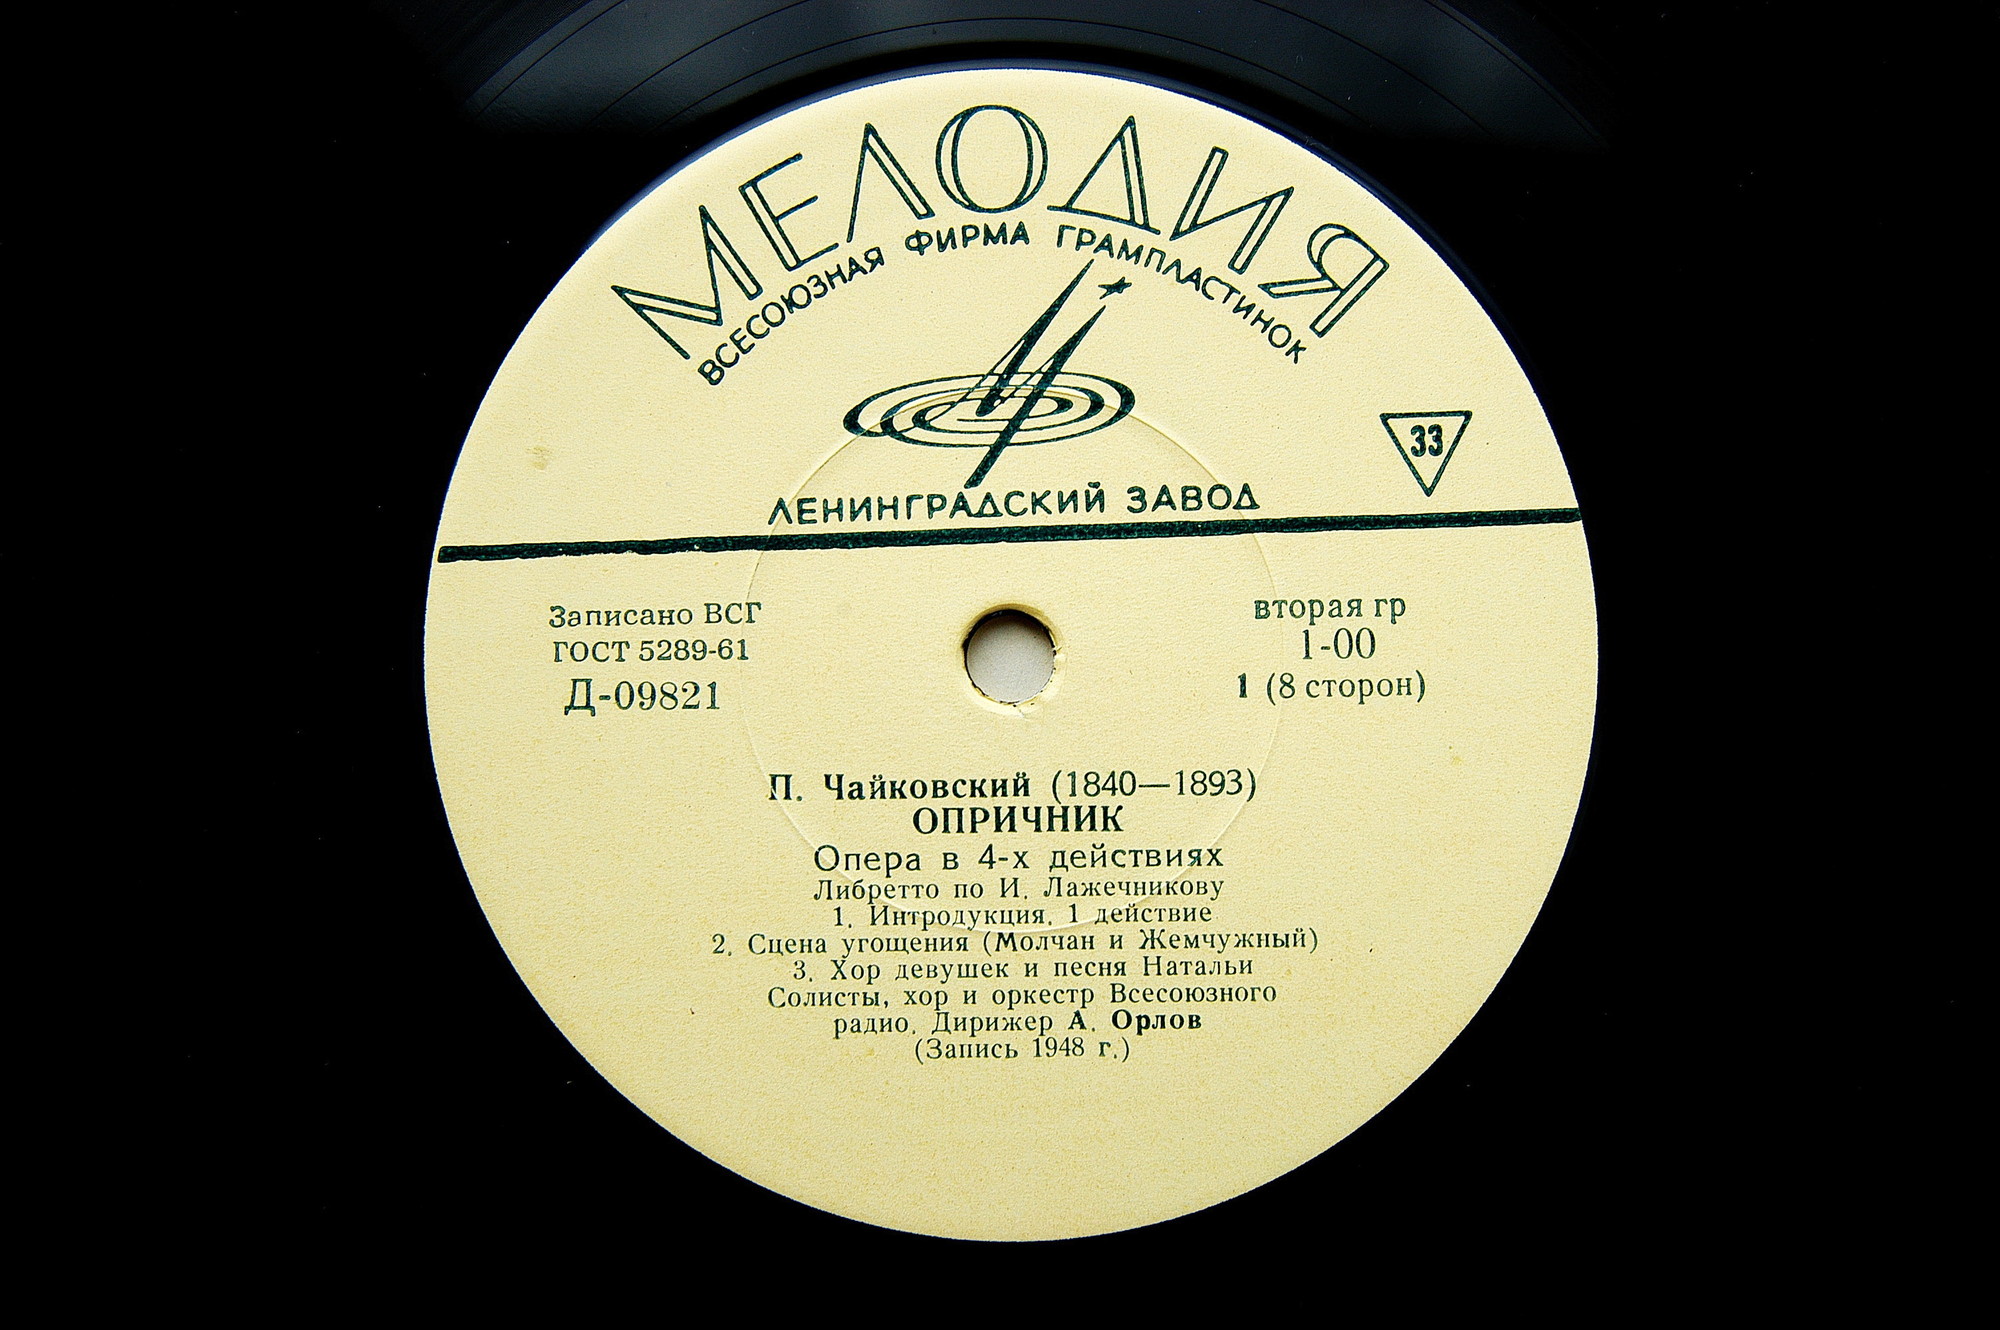 МЕЛОДИЯ
ВСЕСОЮЗНАЯ ФИРМА ГРАМПЛАСТИНОК
33
ЛЕНИНГРАДСКИЙ ЗАВОД
Записано ВСГ
ГОСТ 5289-61
Д-09821
вторая гр
1-00
1 (8 сторон)
П. Чайковский (1840—1893)
ОПРИЧНИК
Опера в 4-х действиях
Либретто по И. Лажечникову
1. Интродукция. 1 действие
2. Сцена угощения (Молчан и Жемчужный)
3. Хор девушек и песня Натальи
Солисты, хор и оркестр Всесоюзного
радио. Дирижер А. Орлов
(Запись 1948 г.)